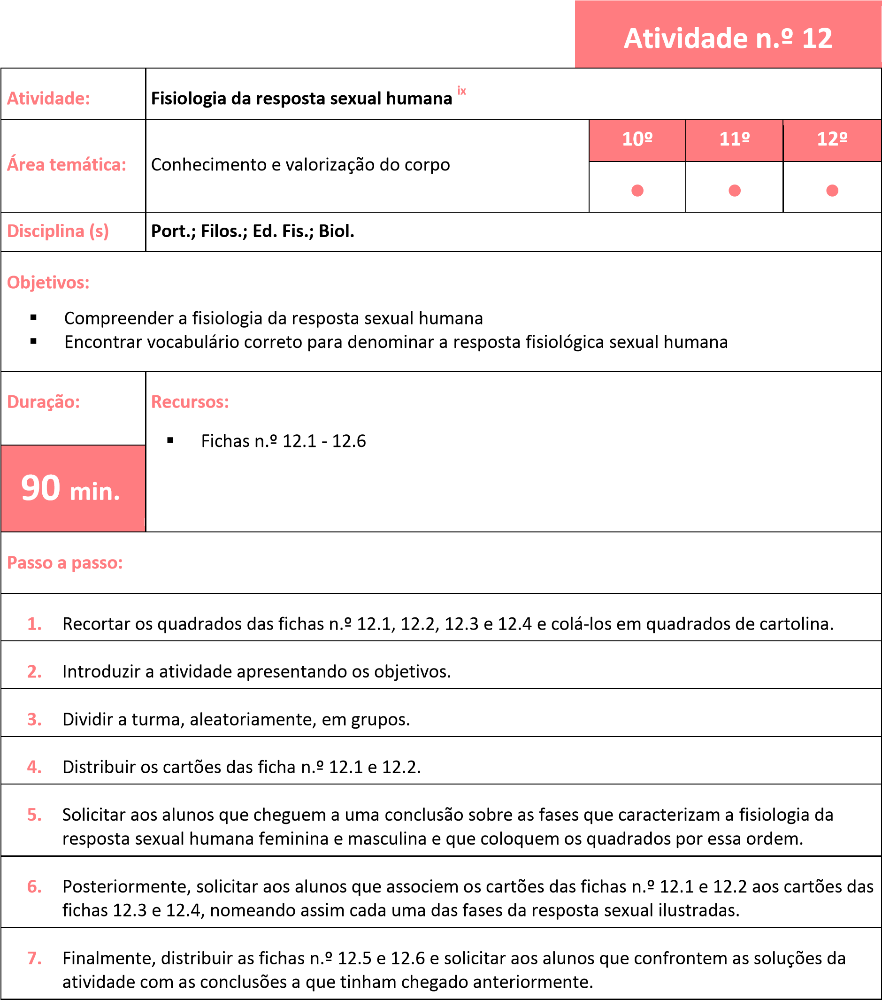 Atividade n.º 12
Atividade:
Fisiologia da resposta sexual humana ix
Área temática:
Conhecimento e valorização do corpo
10º
11º
12º
Disciplina (s)
Port.; Filos.; Ed. Fis.; Biol.
Objetivos:
▪ Compreender a fisiologia da resposta sexual humana
▪ Encontrar vocabulário correto para denominar a resposta fisiológica sexual humana
Duração:
90 min.
Recursos:
▪ Fichas n.º 12.1 - 12.6
Passo a passo:
1. Recortar os quadrados das fichas n.º 12.1, 12.2, 12.3 e 12.4 e colá-los em quadrados de cartolina.
2. Introduzir a atividade apresentando os objetivos.
3. Dividir a turma, aleatoriamente, em grupos.
4. Distribuir os cartões das ficha n.º 12.1 e 12.2.
5. Solicitar aos alunos que cheguem a uma conclusão sobre as fases que caracterizam a fisiologia da
resposta sexual humana feminina e masculina e que coloquem os quadrados por essa ordem.
6. Posteriormente, solicitar aos alunos que associem os cartões das fichas n.º 12.1 e 12.2 aos cartões das
fichas 12.3 e 12.4, nomeando assim cada uma das fases da resposta sexual ilustradas.
7. Finalmente, distribuir as fichas n.º 12.5 e 12.6 e solicitar aos alunos que confrontem as soluções da
atividade com as conclusões a que tinham chegado anteriormente.